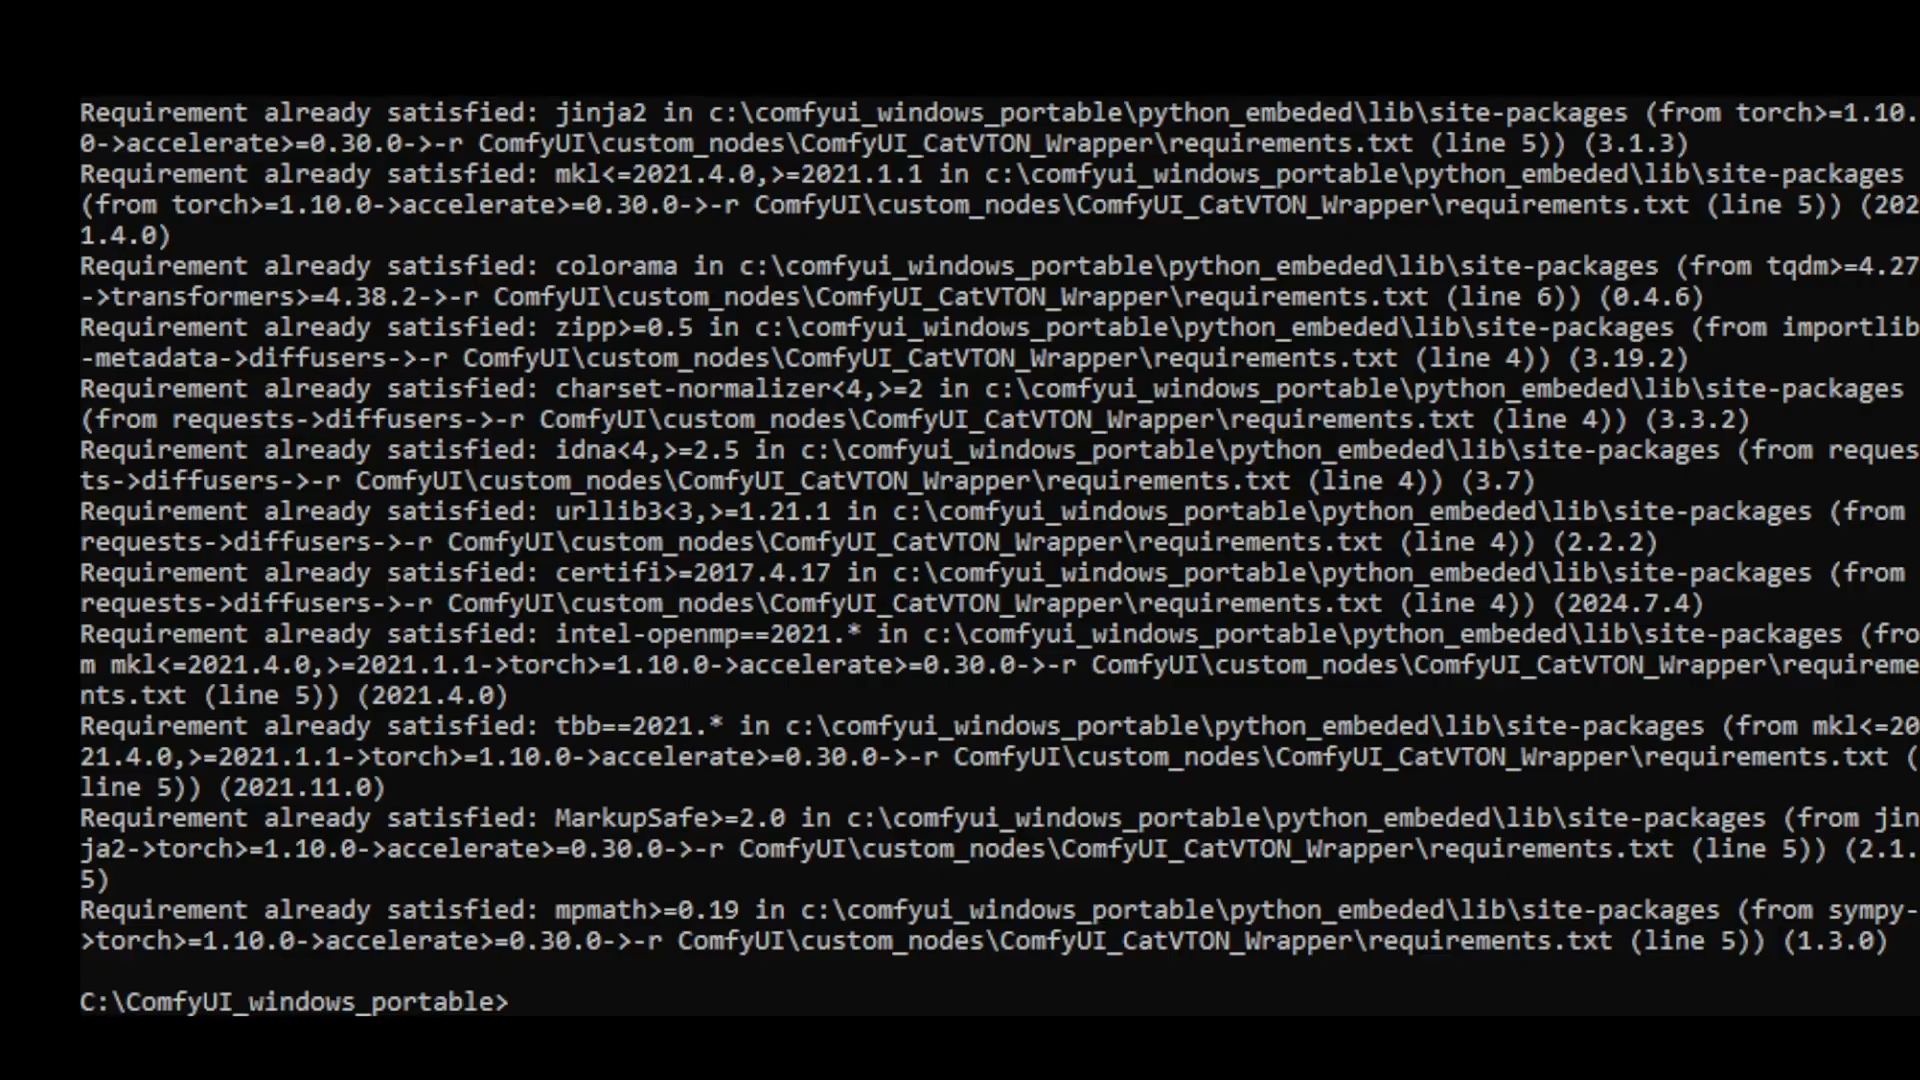 Requirement already satisfied: jinja2 in c:\comfyui_windows_portable\python_embeded\lib\site-packages (from torch>=1.10.
0->accelerate>=0.30.0->-r ComfyUI\custom_nodes\ComfyUI_CatVTON_Wrapper\requirements.txt (line 5)) (3.1.3)
Requirement already satisfied: mkl<=2021.4.0,>=2021.1.1 in c:\comfyui_windows_portable\python_embeded\lib\site-packages
(from torch>=1.10.0->accelerate>=0.30.0->-r ComfyUI\custom_nodes\ComfyUI_CatVTON_Wrapper\requirements.txt (line 5)) (202
1.4.0)
Requirement already satisfied: colorama in c:\comfyui_windows_portable\python_embeded\lib\site-packages (from tqdm>=4.27
->transformers>=4.38.2->-r ComfyUI\custom_nodes\ComfyUI_CatVTON_Wrapper\requirements.txt (line 6)) (0.4.6)
Requirement already satisfied: zipp>=0.5 in c:\comfyui_windows_portable\python_embeded\lib\site-packages (from importlib
-metadata->diffusers->-r ComfyUI\custom_nodes\ComfyUI_CatVTON_Wrapper\requirements.txt (line 4)) (3.19.2)
Requirement already satisfied: charset-normalizer<4,>=2 in c:\comfyui_windows_portable\python_embeded\lib\site-packages
(from requests->diffusers->-r ComfyUI\custom_nodes\ComfyUI_CatVTON_Wrapper\requirements.txt (line 4)) (3.3.2)
Requirement already satisfied: idna<4,>=2.5 in c:\comfyui_windows_portable\python_embeded\lib\site-packages (from reques
ts->diffusers->-r ComfyUI\custom_nodes\ComfyUI_CatVTON_Wrapper\requirements.txt (line 4)) (3.7)
Requirement already satisfied: urllib3<3,>=1.21.1 in c:\comfyui_windows_portable\python_embeded\lib\site-packages (from
requests->diffusers->-r ComfyUI\custom_nodes\ComfyUI_CatVTON_Wrapper\requirements.txt (line 4)) (2.2.2)
Requirement already satisfied: certifi>=2017.4.17 in c:\comfyui_windows_portable\python_embeded\lib\site-packages (from
requests->diffusers->-r ComfyUI\custom_nodes\ComfyUI_CatVTON_Wrapper\requirements.txt (line 4)) (2024.7.4)
Requirement already satisfied: intel-openmp==2021.* in c:\comfyui_windows_portable\python_embeded\lib\site-packages (fro
m mkl<=2021.4.0,>=2021.1.1->torch>=1.10.0->accelerate>=0.30.0->-r ComfyUI\custom_nodes\ComfyUI_CatVTON_Wrapper\requireme
nts.txt (line 5)) (2021.4.0)
Requirement already satisfied: tbb==2021.* in c:\comfyui_windows_portable\python_embeded\lib\site-packages (from mkl<=20
21.4.0,>=2021.1.1->torch>=1.10.0->accelerate>=0.30.0->-r ComfyUI\custom_nodes\ComfyUI_CatVTON_Wrapper\requirements.txt (
line 5)) (2021.11.0)
Requirement already satisfied: MarkupSafe>=2.0 in c:\comfyui_windows_portable\python_embeded\lib\site-packages (from jin
ja2->torch>=1.10.0->accelerate>=0.30.0->-r ComfyUI\custom_nodes\ComfyUI_CatVTON_Wrapper\requirements.txt (line 5)) (2.1.
5)
Requirement already satisfied: mpmath>=0.19 in c:\comfyui_windows_portable\python_embeded\lib\site-packages (from sympy-
>torch>=1.10.0->accelerate>=0.30.0->-r ComfyUI\custom_nodes\ComfyUI_CatVTON_Wrapper\requirements.txt (line 5)) (1.3.0)
C:\ComfyUI_windows_portable>